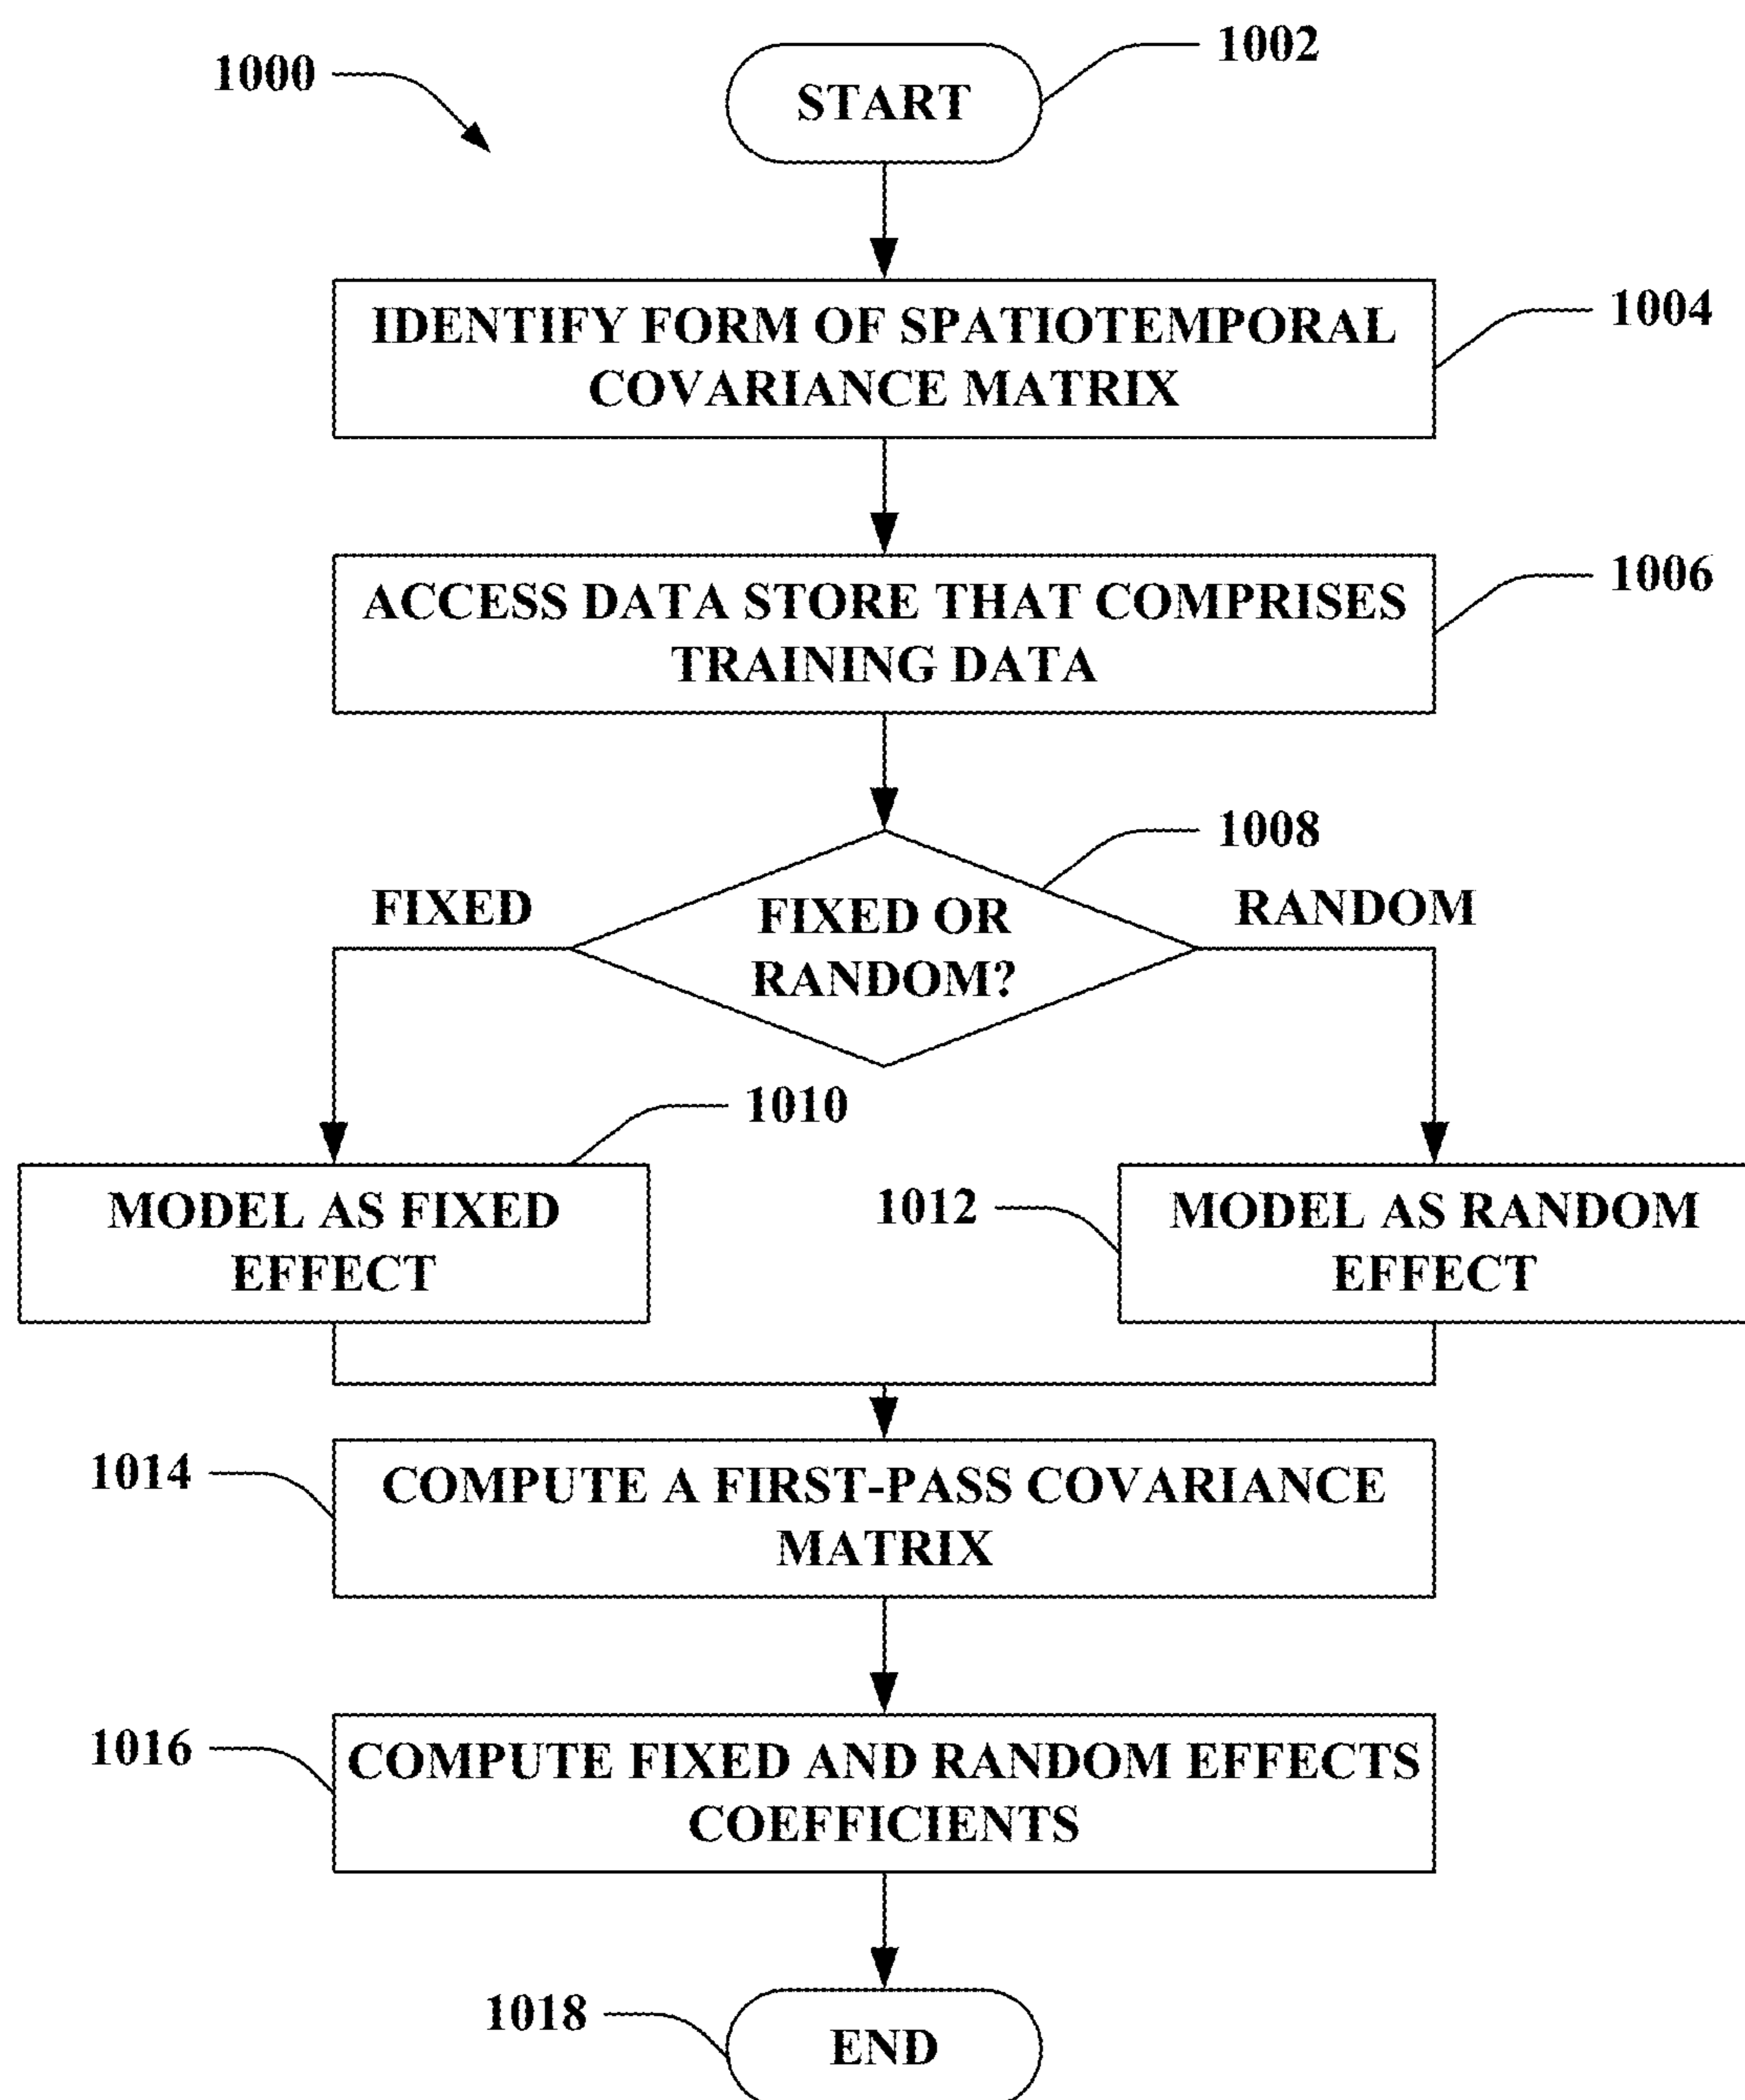 1000
1002
START
1004
IDENTIFY FORM OF SPATIOTEMPORAL
COVARIANCE MATRIX
1006
ACCESS DATA STORE THAT COMPRISES
TRAINING DATA
1008
FIXED
FIXED OR
RANDOM?
RANDOM
1010
MODEL AS FIXED
EFFECT
1012
MODEL AS RANDOM
EFFECT
1014
COMPUTE A FIRST-PASS COVARIANCE
MATRIX
1016
COMPUTE FIXED AND RANDOM EFFECTS
COEFFICIENTS
1018
END